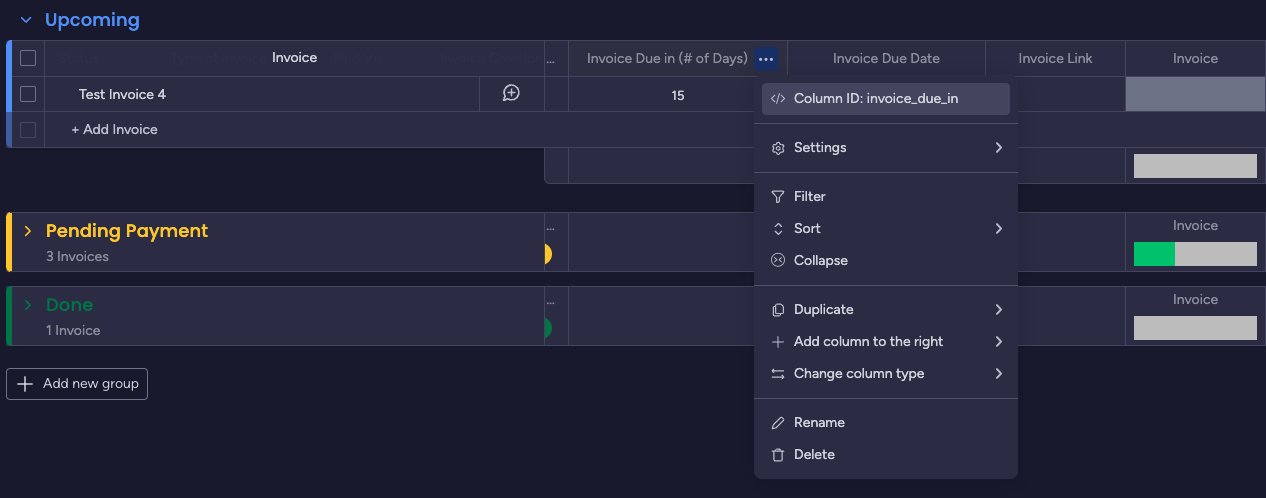 Upcoming
Invoice
...
Invoice Due in (# of Days)
...
Invoice Due Date
Invoice Link
Invoice
Test Invoice 4
15
+ Add Invoice
Column ID: invoice_due_in
Settings
Filter
Sort
Collapse
Duplicate
Add column to the right
Change column type
Rename
Delete
Pending Payment
3 Invoices
...
Invoice
Done
1 Invoice
...
Invoice
Add new group